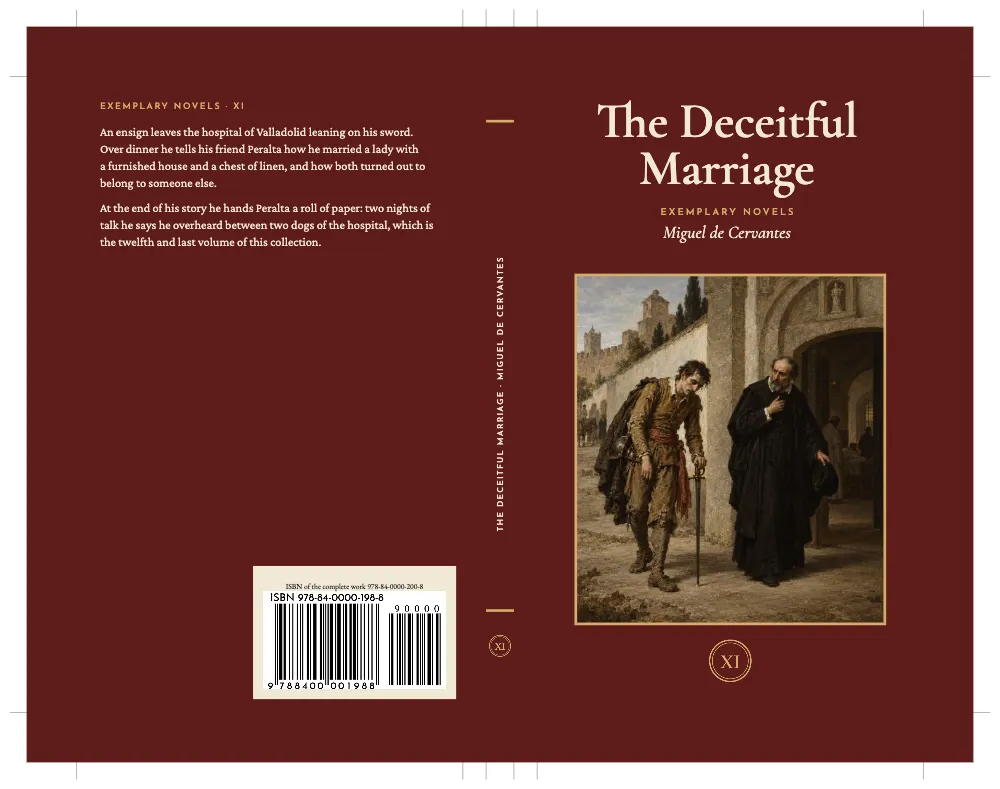 EXEMPLARY NOVELS · XI
An ensign leaves the hospital of Valladolid leaning on his sword.
Over dinner he tells his friend Peralta how he married a lady with
a furnished house and a chest of linen, and how both turned out to
belong to someone else.
At the end of his story he hands Peralta a roll of paper: two nights of
talk he says he overheard between two dogs of the hospital, which is
the twelfth and last volume of this collection.
ISBN of the complete work 978-84-0000-200-8
ISBN 978-84-0000-198-8
90000
9 788400 001988
THE DECEITFUL MARRIAGE · MIGUEL DE CERVANTES
XI
The Deceitful
Marriage
EXEMPLARY NOVELS
Miguel de Cervantes
XI